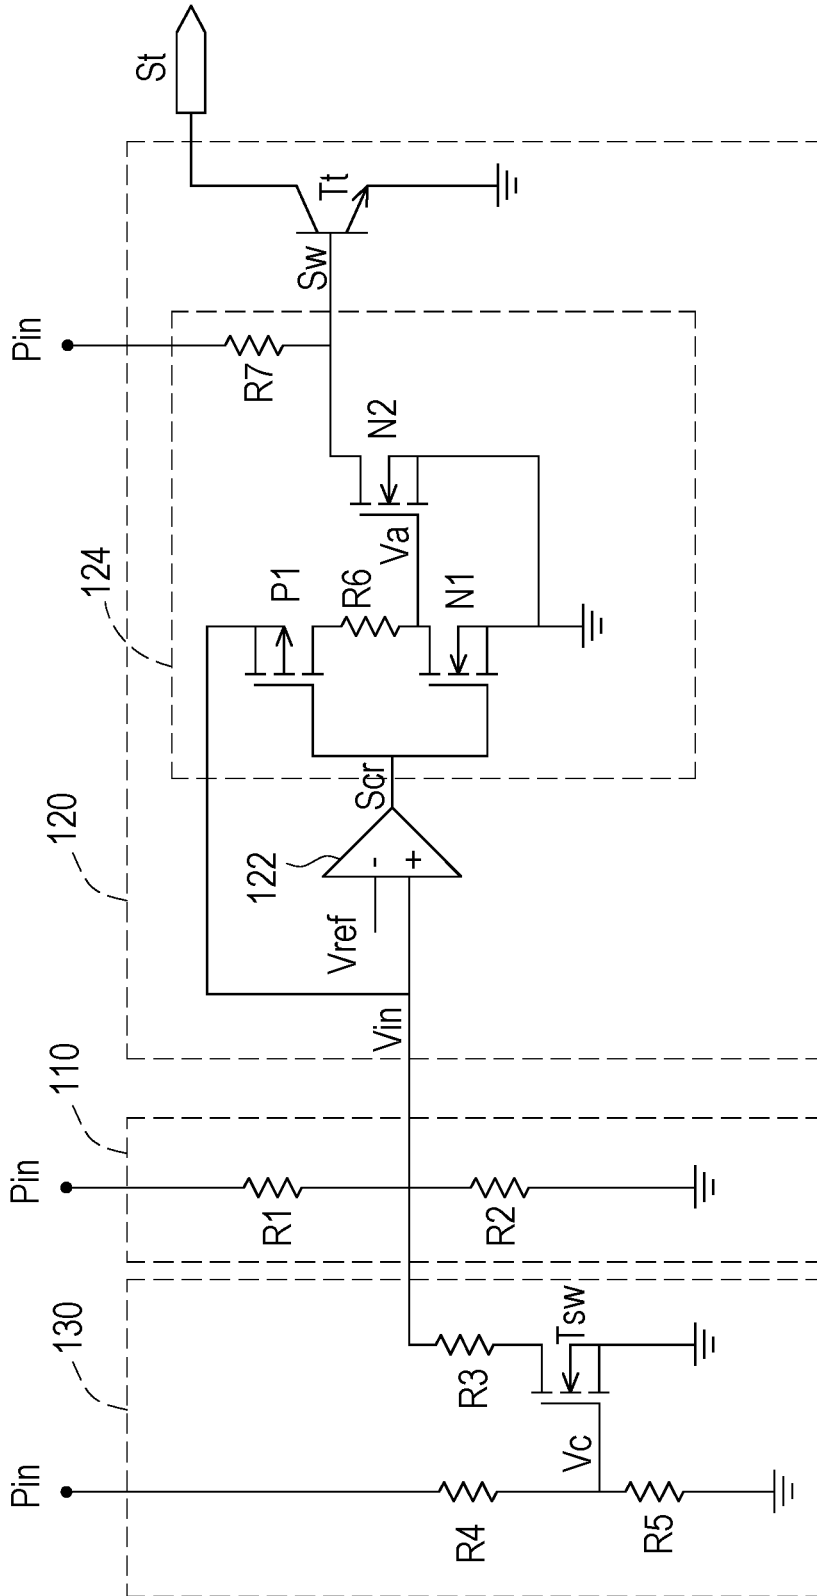 St
Pin
R7
Sw
Tt
124
P1
R6
Va
N2
N1
120
Scr
122
-
+
Vref
Vin
110
Pin
R1
R2
130
Pin
R3
Tsw
Vc
R4
R5